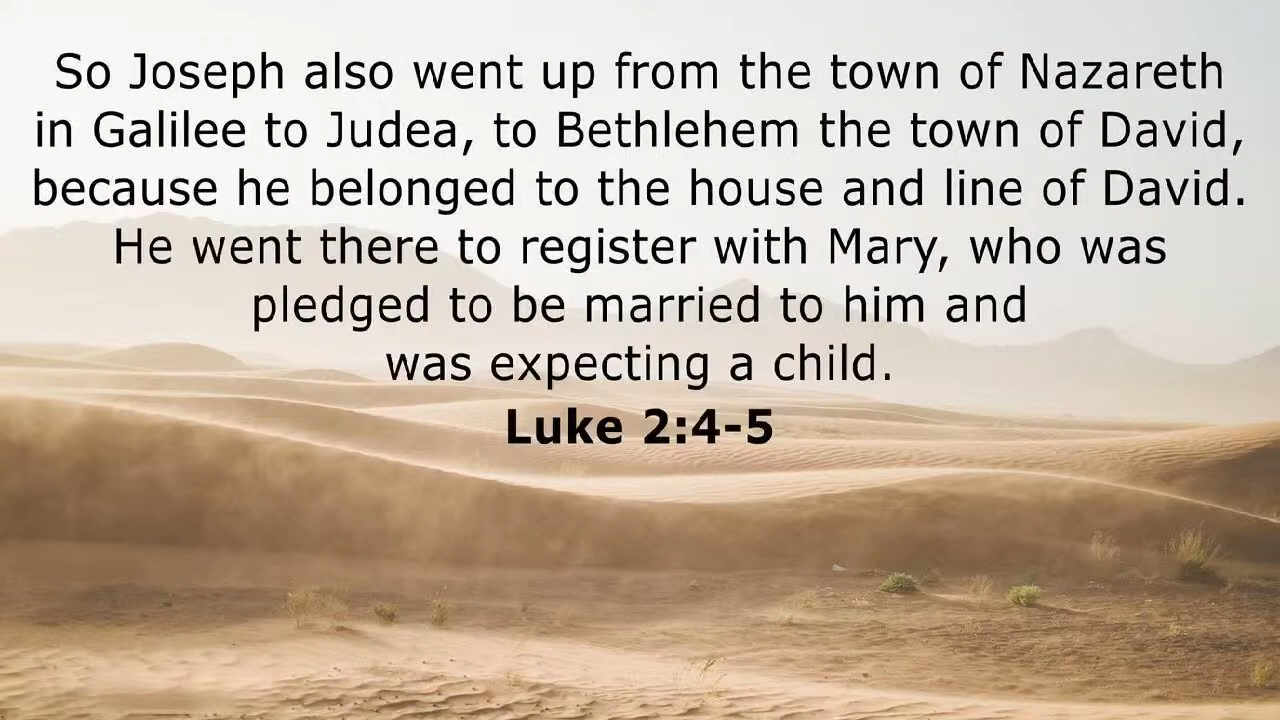 So Joseph also went up from the town of Nazareth
in Galilee to Judea, to Bethlehem the town of David,
because he belonged to the house and line of David.
He went there to register with Mary, who was
pledged to be married to him and
was expecting a child.
Luke 2:4-5